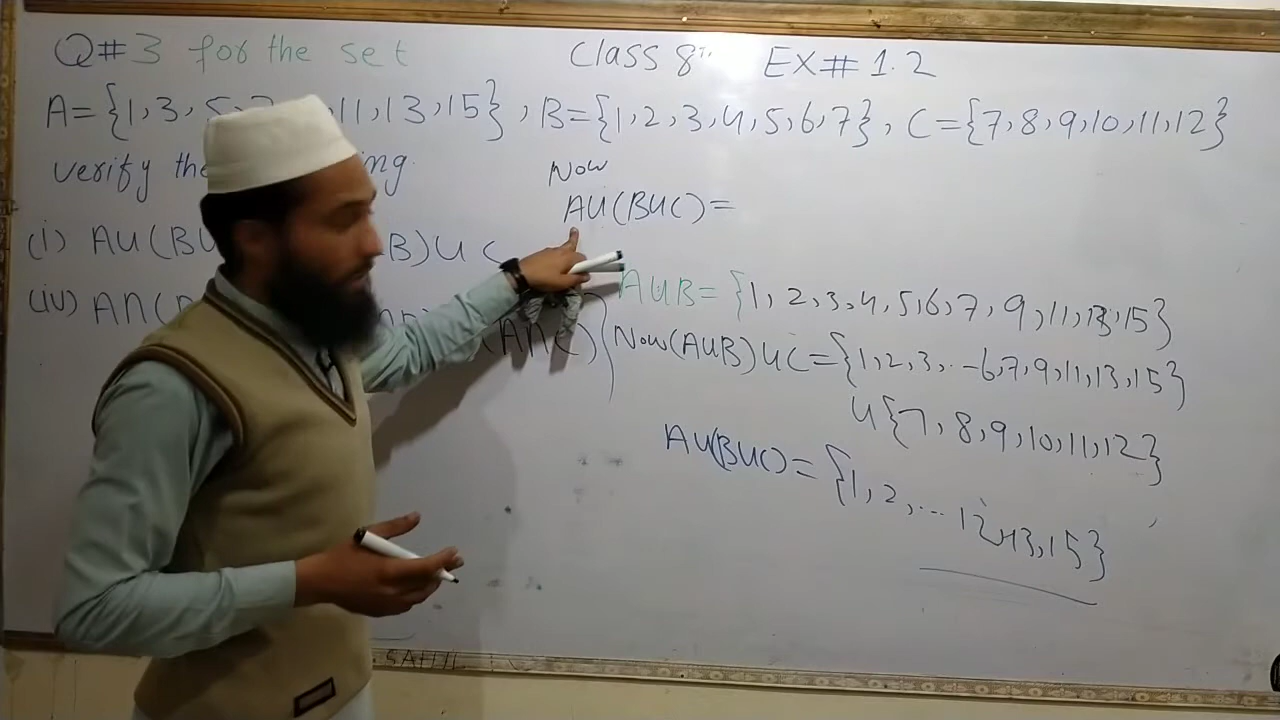 Q#3 for the set Class 8th EX#1.2
A={1,3,5,7 11,13,15}, B={1,2,3,4,5,6,7}, C={7,8,9,10,11,12}
verify the ing
Now
AU(BUC)=
(i) AU(BU B)UC
(iv) A∩( (A∩C)
AUB={1,2,3,4,5,6,7,9,11,13,15}
Now(AUB)UC={1,2,3,..-6,7,9,11,13,15}
U{7,8,9,10,11,12}
AU(BUC)={1,2,...12,13,15}